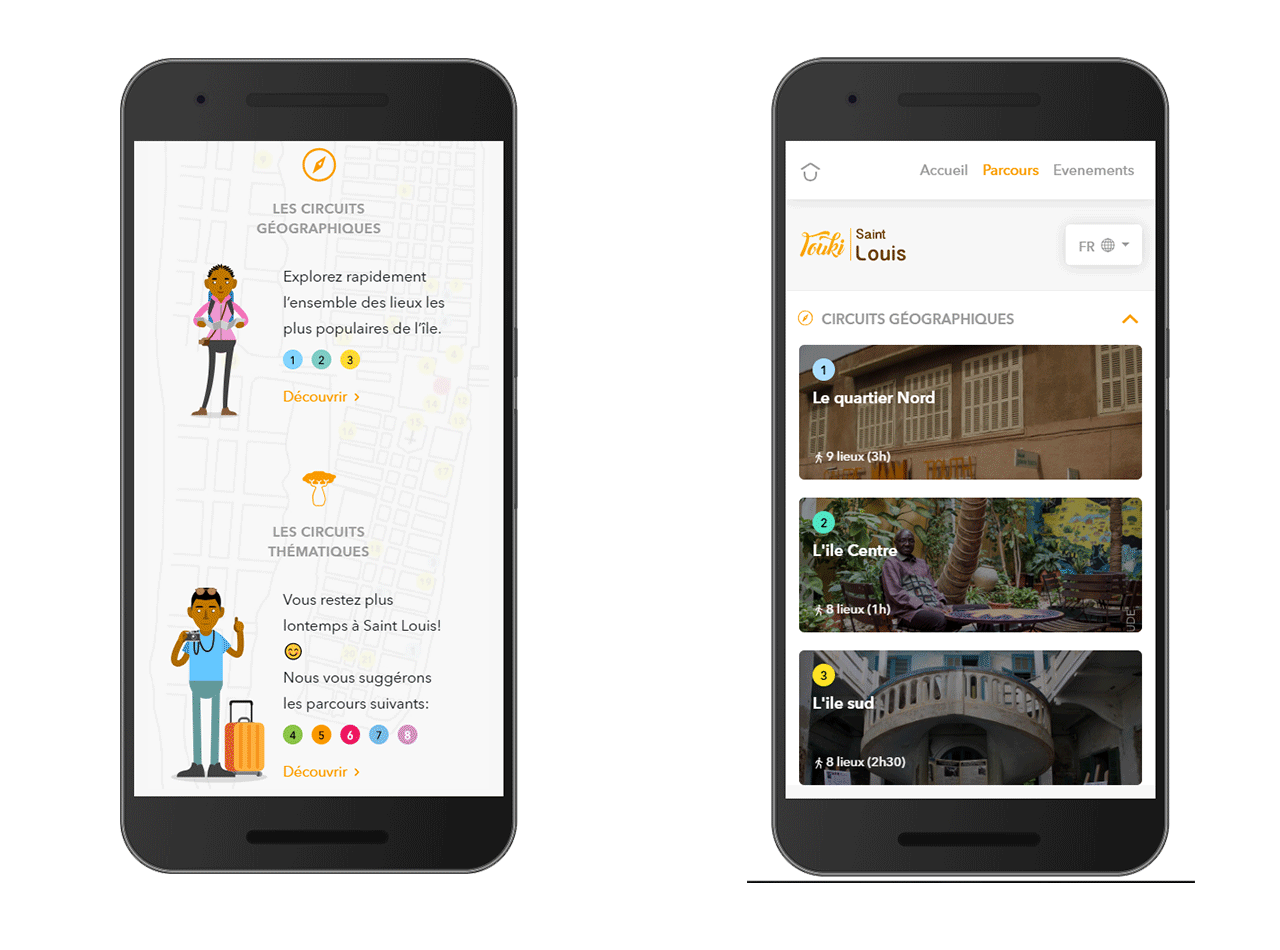 LES CIRCUITS
GÉOGRAPHIQUES
Explorez rapidement
l'ensemble des lieux les
plus populaires de l'île.
1 2 3
Découvrir >
LES CIRCUITS
THÉMATIQUES
Vous restez plus
lontemps à Saint Louis!
Nous vous suggérons
les parcours suivants:
4 5 6 7 8
Découvrir >
Accueil Parcours Evenements
Touki Saint
Louis
FR
CIRCUITS GÉOGRAPHIQUES
1
Le quartier Nord
9 lieux (3h)
2
L'ile Centre
8 lieux (1h)
3
L'ile sud
8 lieux (2h30)